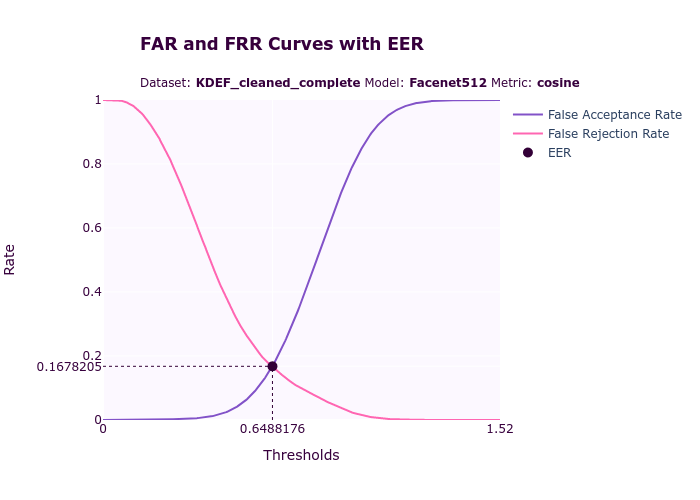 FAR and FRR Curves with EER
Dataset: KDEF_cleaned_complete Model: Facenet512 Metric: cosine
False Acceptance Rate
False Rejection Rate
EER
Rate
1
0.8
0.6
0.4
0.2
0.1678205
0
0
0.6488176
1.52
Thresholds